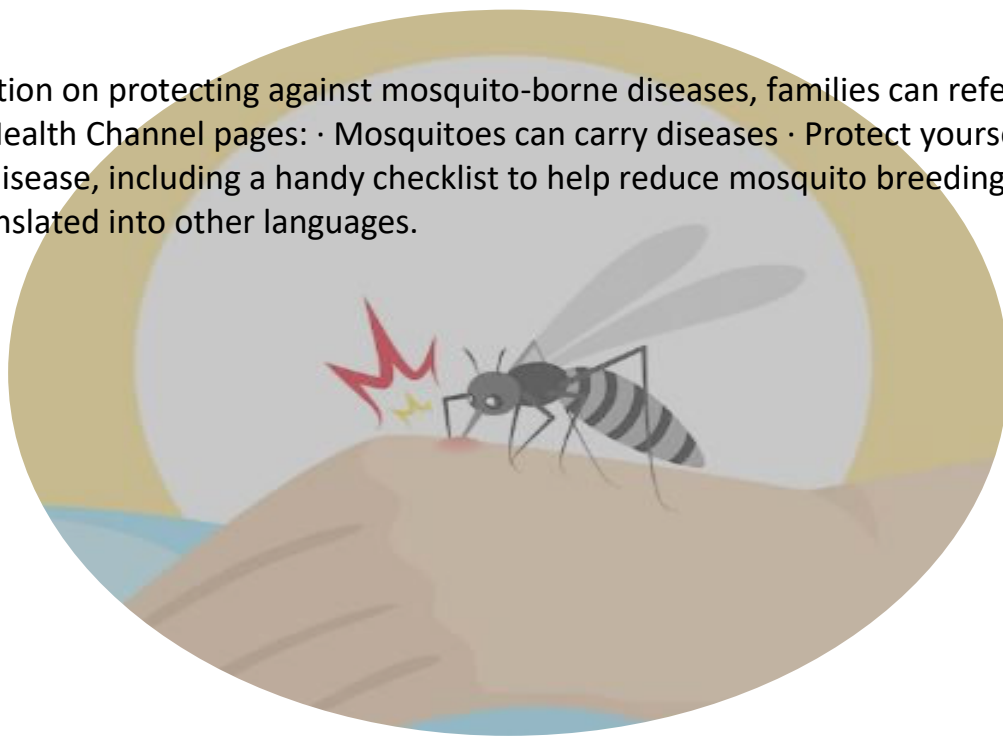 tion on protecting against mosquito-borne diseases, families can refe
Health Channel pages: · Mosquitoes can carry diseases · Protect yourse
isease, including a handy checklist to help reduce mosquito breeding
nslated into other languages.